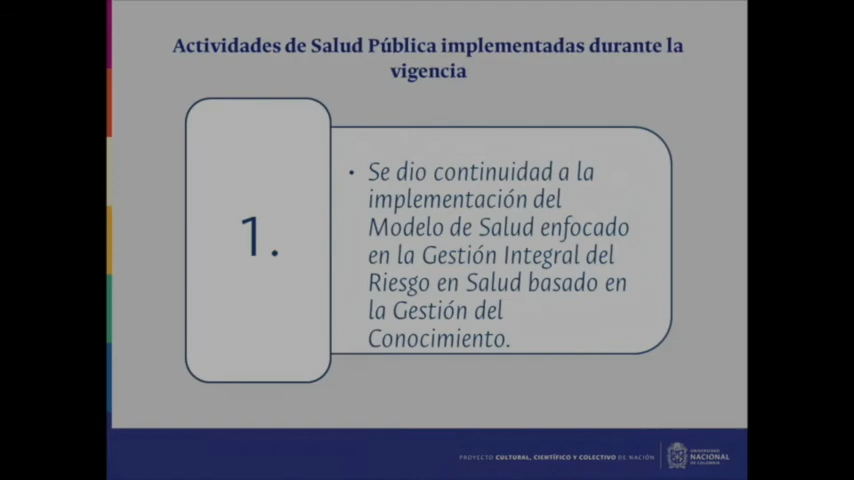 Actividades de Salud Pública implementadas durante la
vigencia
1.
• Se dio continuidad a la
implementación del
Modelo de Salud enfocado
en la Gestión Integral del
Riesgo en Salud basado en
la Gestión del
Conocimiento.
PROYECTO CULTURAL, CIENTÍFICO Y COLECTIVO DE NACIÓN
UNIVERSIDAD
NACIONAL
DE COLOMBIA